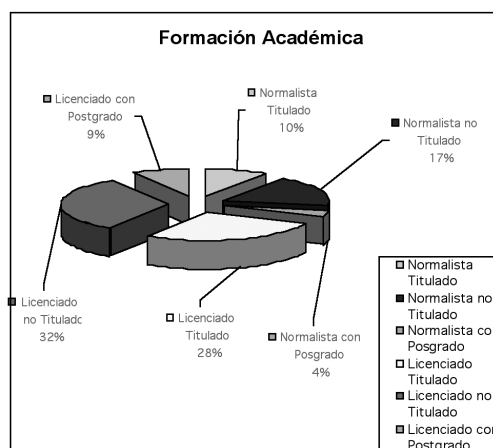 Formación Académica
Licenciado con
Postgrado
9%
Normalista
Titulado
10%
Normalista no
Titulado
17%
Licenciado
no Titulado
32%
Licenciado
Titulado
28%
Normalista con
Posgrado
4%
Normalista
Titulado
Normalista no
Titulado
Normalista co
Posgrado
Licenciado
Titulado
Licenciado no
Titulado
Licenciado con
Postgrado